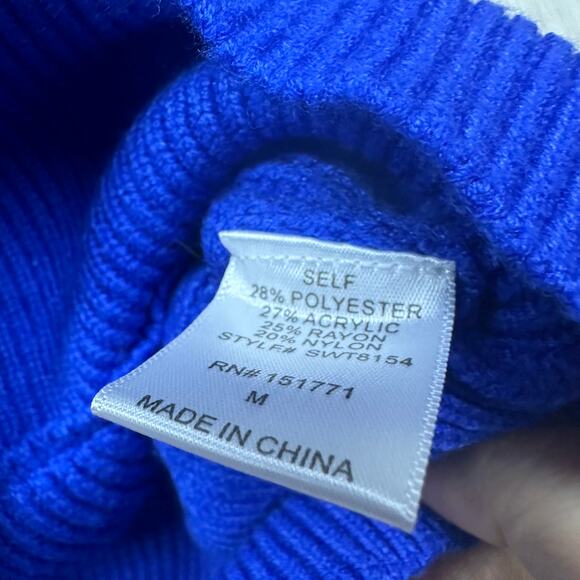 SELF
28% POLYESTER
27% ACRYLIC
25% RAYON
20% NYLON
STYLE# SWT8154
RN# 151771
M
MADE IN CHINA